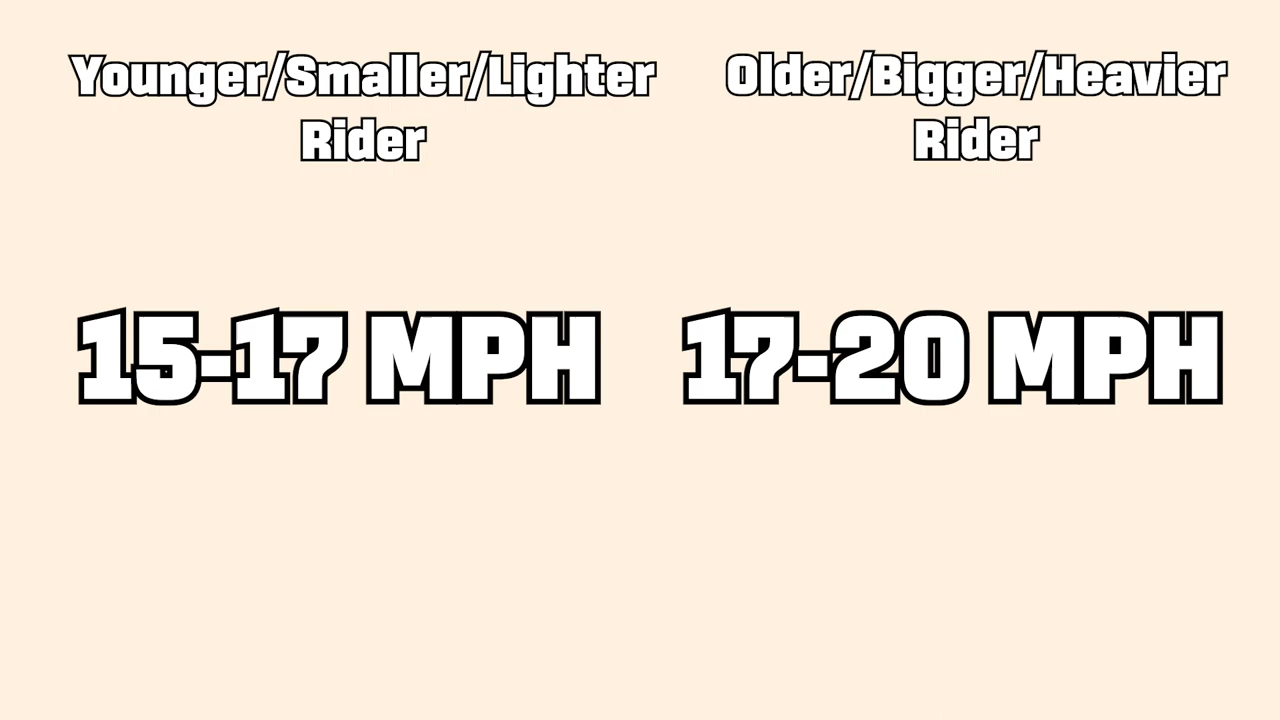 Younger/Smaller/Lighter
Rider
Older/Bigger/Heavier
Rider
15-17 MPH
17-20 MPH